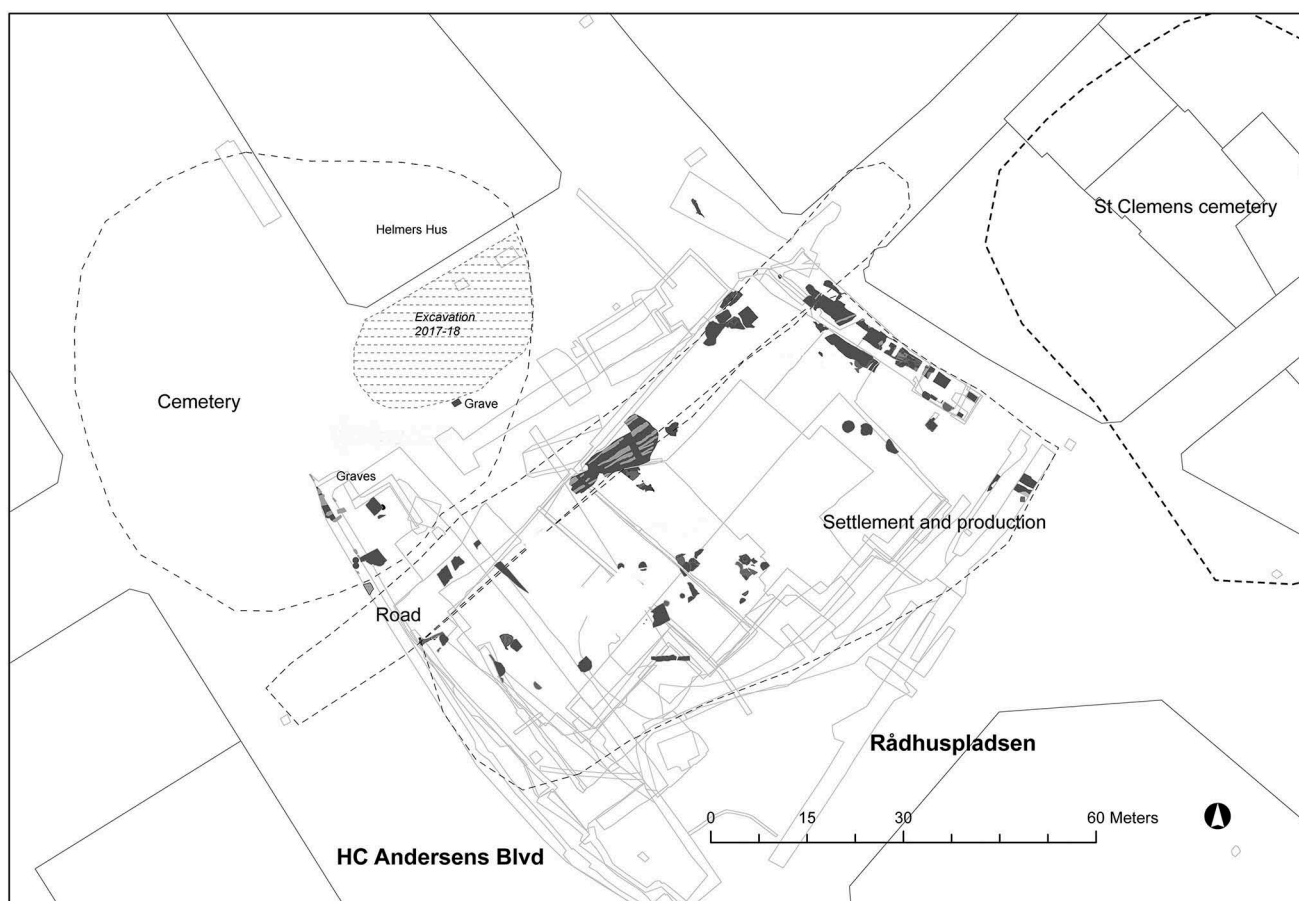 St Clemens cemetery
Helmers Hus
Excavation
2017-18
Cemetery
Grave
Graves
Settlement and production
Road
Rådhuspladsen
0 15 30 60 Meters
HC Andersens Blvd